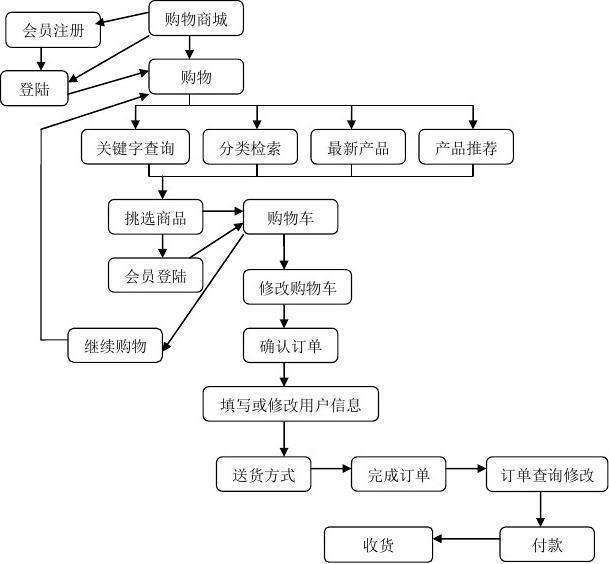 购物商城
会员注册
登陆
购物
关键字查询
分类检索
最新产品
产品推荐
挑选商品
购物车
会员登陆
修改购物车
继续购物
确认订单
填写或修改用户信息
送货方式
完成订单
订单查询修改
收货
付款